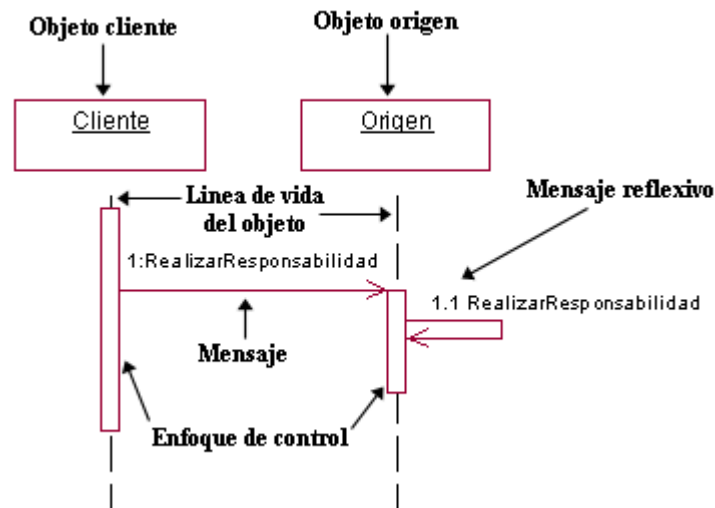 Objeto cliente
Objeto origen
Cliente
Origen
Linea de vida
del objeto
Mensaje reflexivo
1:RealizarResponsabilidad
1.1 RealizarResponsabilidad
Mensaje
Enfoque de control